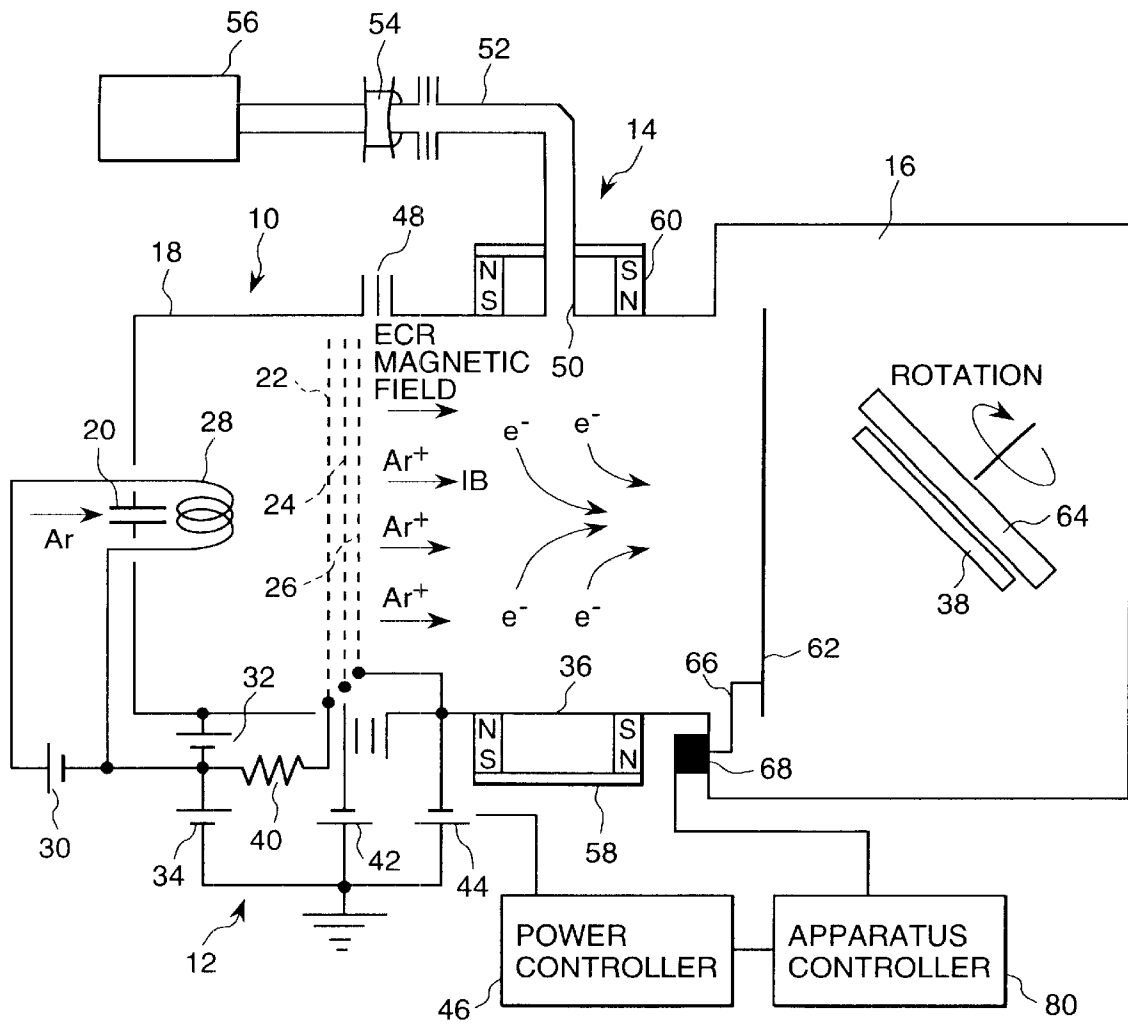 56
54
52
14
16
10
48
60
18
N S
S N
ECR
MAGNETIC
FIELD
50
22
ROTATION
20
28
e⁻ e⁻
Ar⁺
24
IB
Ar
Ar⁺
64
26
38
Ar⁺
e⁻ e⁻
62
32
36
66
N S
S N
68
30
34
40
42
44
58
12
POWER
CONTROLLER
APPARATUS
CONTROLLER
46
80